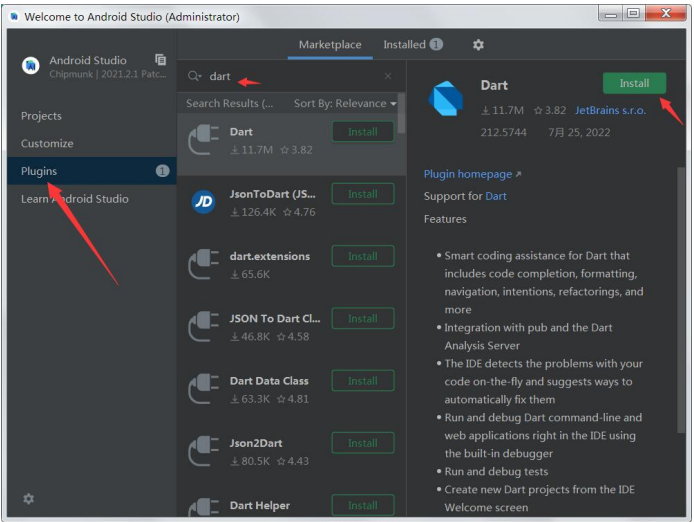 Welcome to Android Studio (Administrator)
Android Studio
Chipmunk | 2021.2.1 Patc...
Projects
Customize
Plugins 1
Learn Android Studio
Marketplace Installed 1
dart
Search Results (... Sort By: Relevance
Dart Install
11.7M 3.82
JsonToDart (JS... Install
126.4K 4.76
dart.extensions Install
65.6K
JSON To Dart Cl... Install
46.8K 4.58
Dart Data Class Install
63.3K 4.81
Json2Dart Install
80.5K 4.43
Dart Helper Install
Dart Install
11.7M 3.82 JetBrains s.r.o.
212.5744 7月 25, 2022
Plugin homepage
Support for Dart
Features
• Smart coding assistance for Dart that
includes code completion, formatting,
navigation, intentions, refactorings, and
more
• Integration with pub and the Dart
Analysis Server
• The IDE detects the problems with your
code on-the-fly and suggests ways to
automatically fix them
• Run and debug Dart command-line and
web applications right in the IDE using
the built-in debugger
• Run and debug tests
• Create new Dart projects from the IDE
Welcome screen